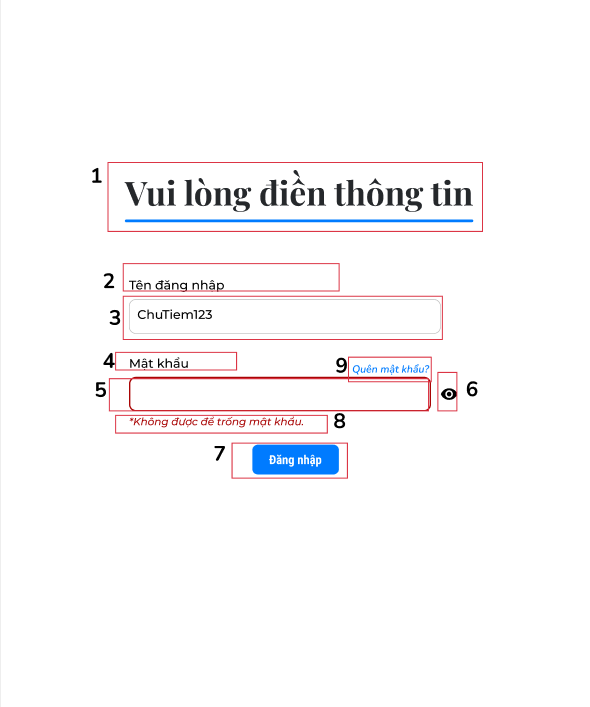 1 Vui lòng điền thông tin
2 Tên đăng nhập
3 ChuTiem123
4 Mật khẩu 9 Quên mật khẩu?
5 6
*Không được để trống mật khẩu. 8
7 Đăng nhập